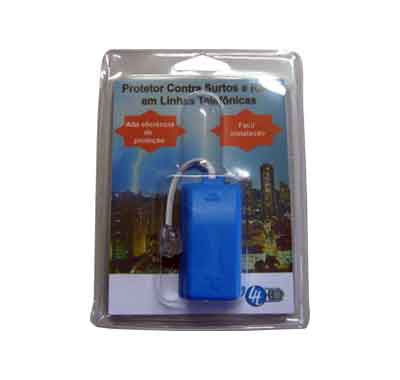 Protetor Contra Surtos e
em Linhas Telefônicas
Alta eficiência
de
proteção
Fácil
instalação